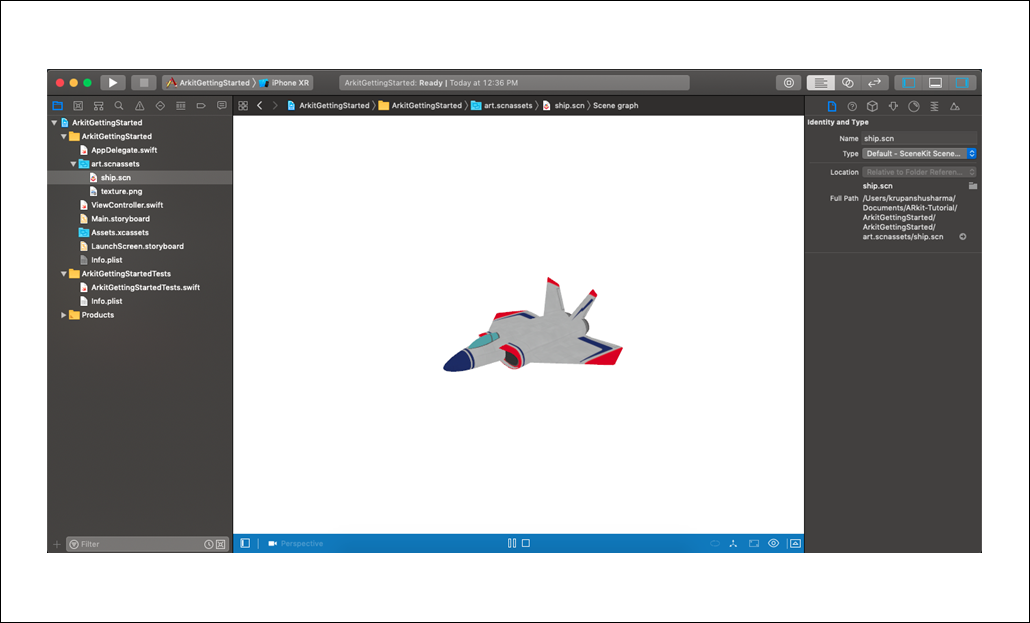 ArkitGettingStarted iPhone XR
ArkitGettingStarted: Ready | Today at 12:36 PM
ArkitGettingStarted ArkitGettingStarted art.scnassets ship.scn Scene graph
ArkitGettingStarted
ArkitGettingStarted
AppDelegate.swift
art.scnassets
ship.scn
texture.png
ViewController.swift
Main.storyboard
Assets.xcassets
LaunchScreen.storyboard
Info.plist
ArkitGettingStartedTests
ArkitGettingStartedTests.swift
Info.plist
Products
Filter
Perspective
Identity and Type
Name ship.scn
Type Default - SceneKit Scene...
Location Relative to Folder Referen...
ship.scn
Full Path /Users/krupanshusharma/
Documents/ARkit-Tutorial/
ArkitGettingStarted/
ArkitGettingStarted/
art.scnassets/ship.scn